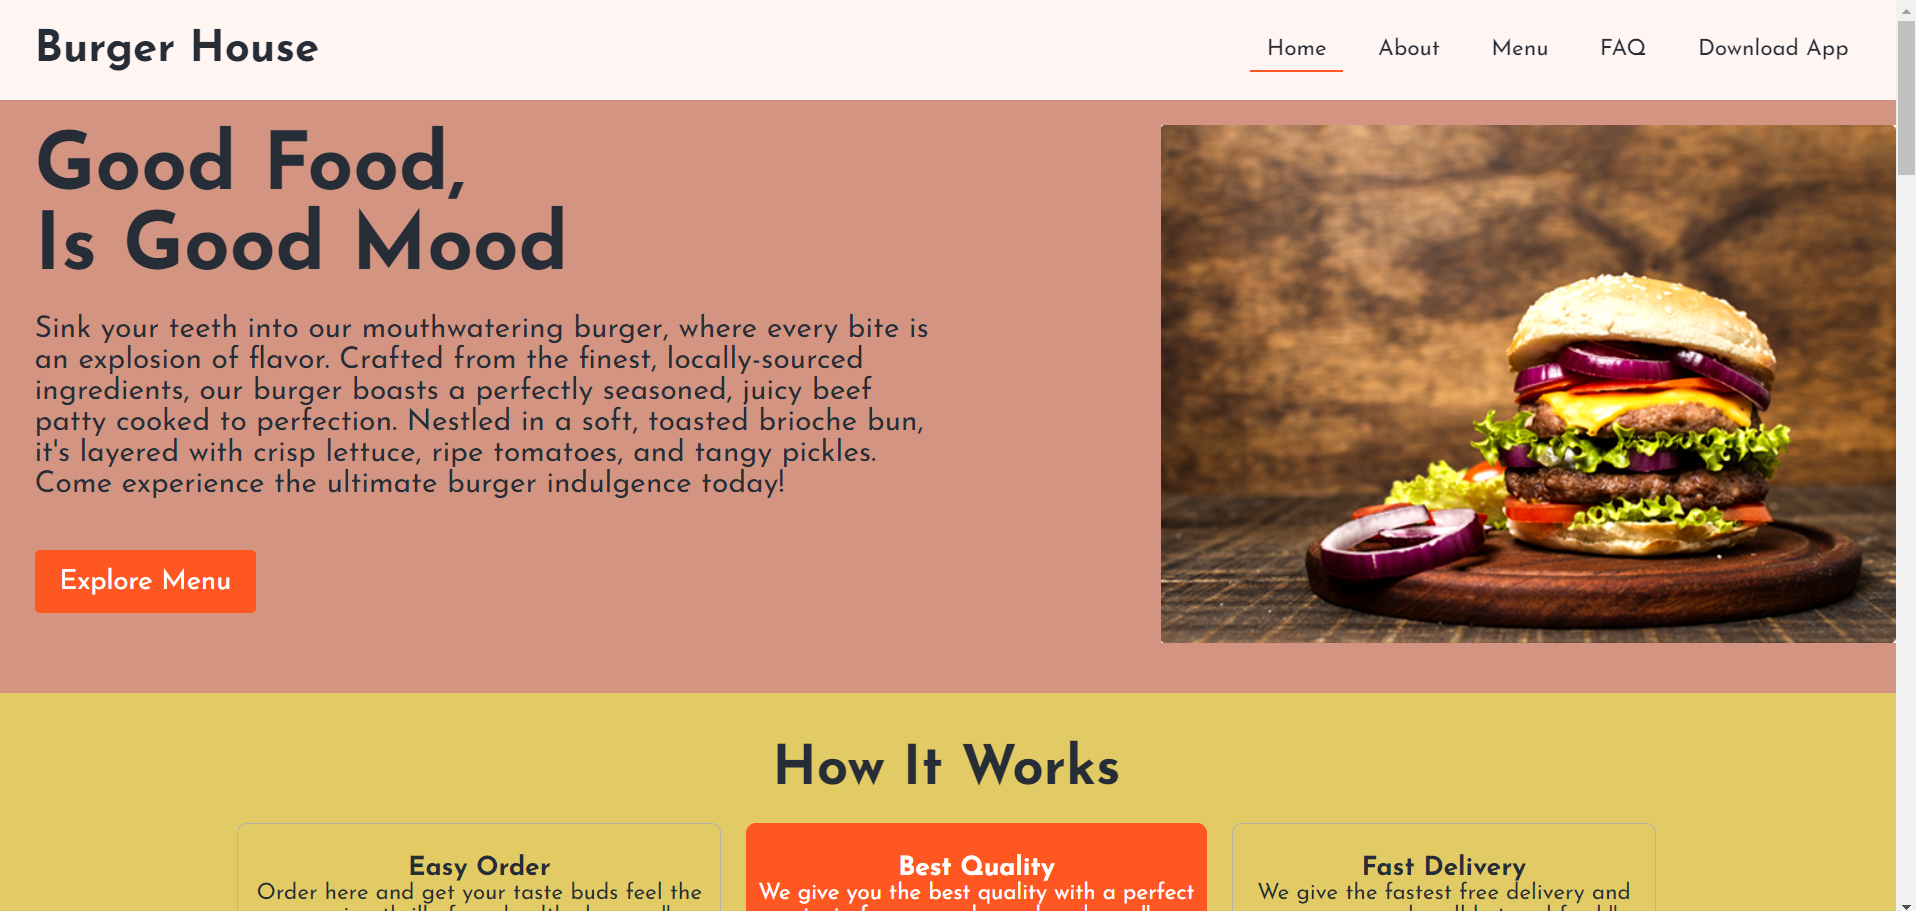 Burger House
Home About Menu FAQ Download App
Good Food,
Is Good Mood
Sink your teeth into our mouthwatering burger, where every bite is
an explosion of flavor. Crafted from the finest, locally-sourced
ingredients, our burger boasts a perfectly seasoned, juicy beef
patty cooked to perfection. Nestled in a soft, toasted brioche bun,
it's layered with crisp lettuce, ripe tomatoes, and tangy pickles.
Come experience the ultimate burger indulgence today!
Explore Menu
How It Works
Easy Order
Order here and get your taste buds feel the
Best Quality
We give you the best quality with a perfect
Fast Delivery
We give the fastest free delivery and